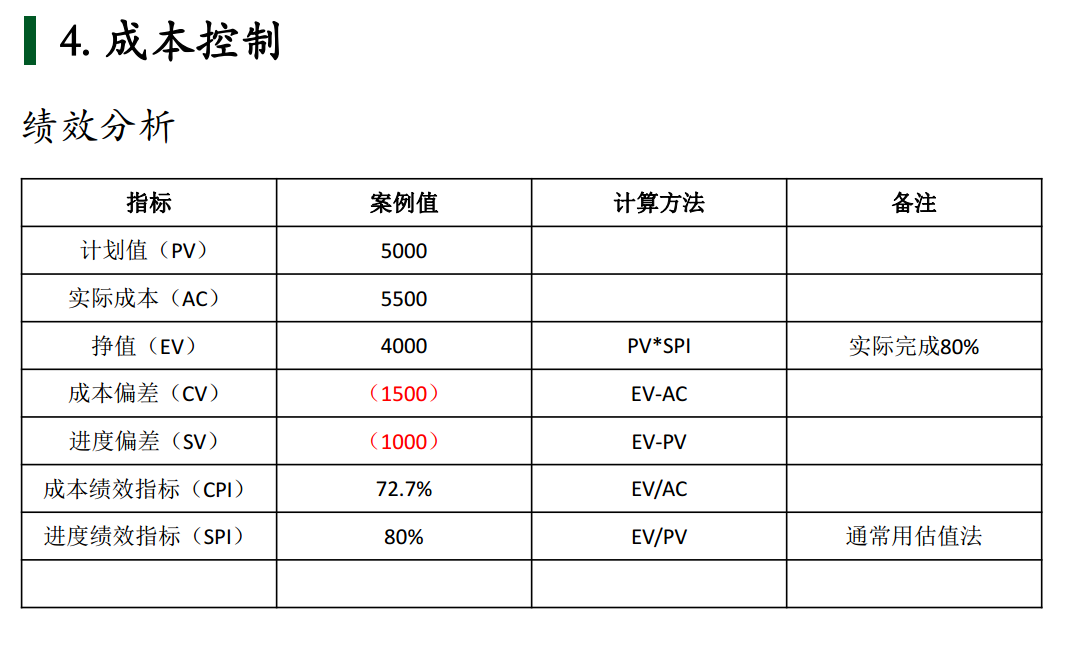 4. 成本控制
绩效分析
指标 案例值 计算方法 备注
计划值（PV） 5000
实际成本（AC） 5500
挣值（EV） 4000 PV*SPI 实际完成80%
成本偏差（CV） （1500） EV-AC
进度偏差（SV） （1000） EV-PV
成本绩效指标（CPI） 72.7% EV/AC
进度绩效指标（SPI） 80% EV/PV 通常用估值法